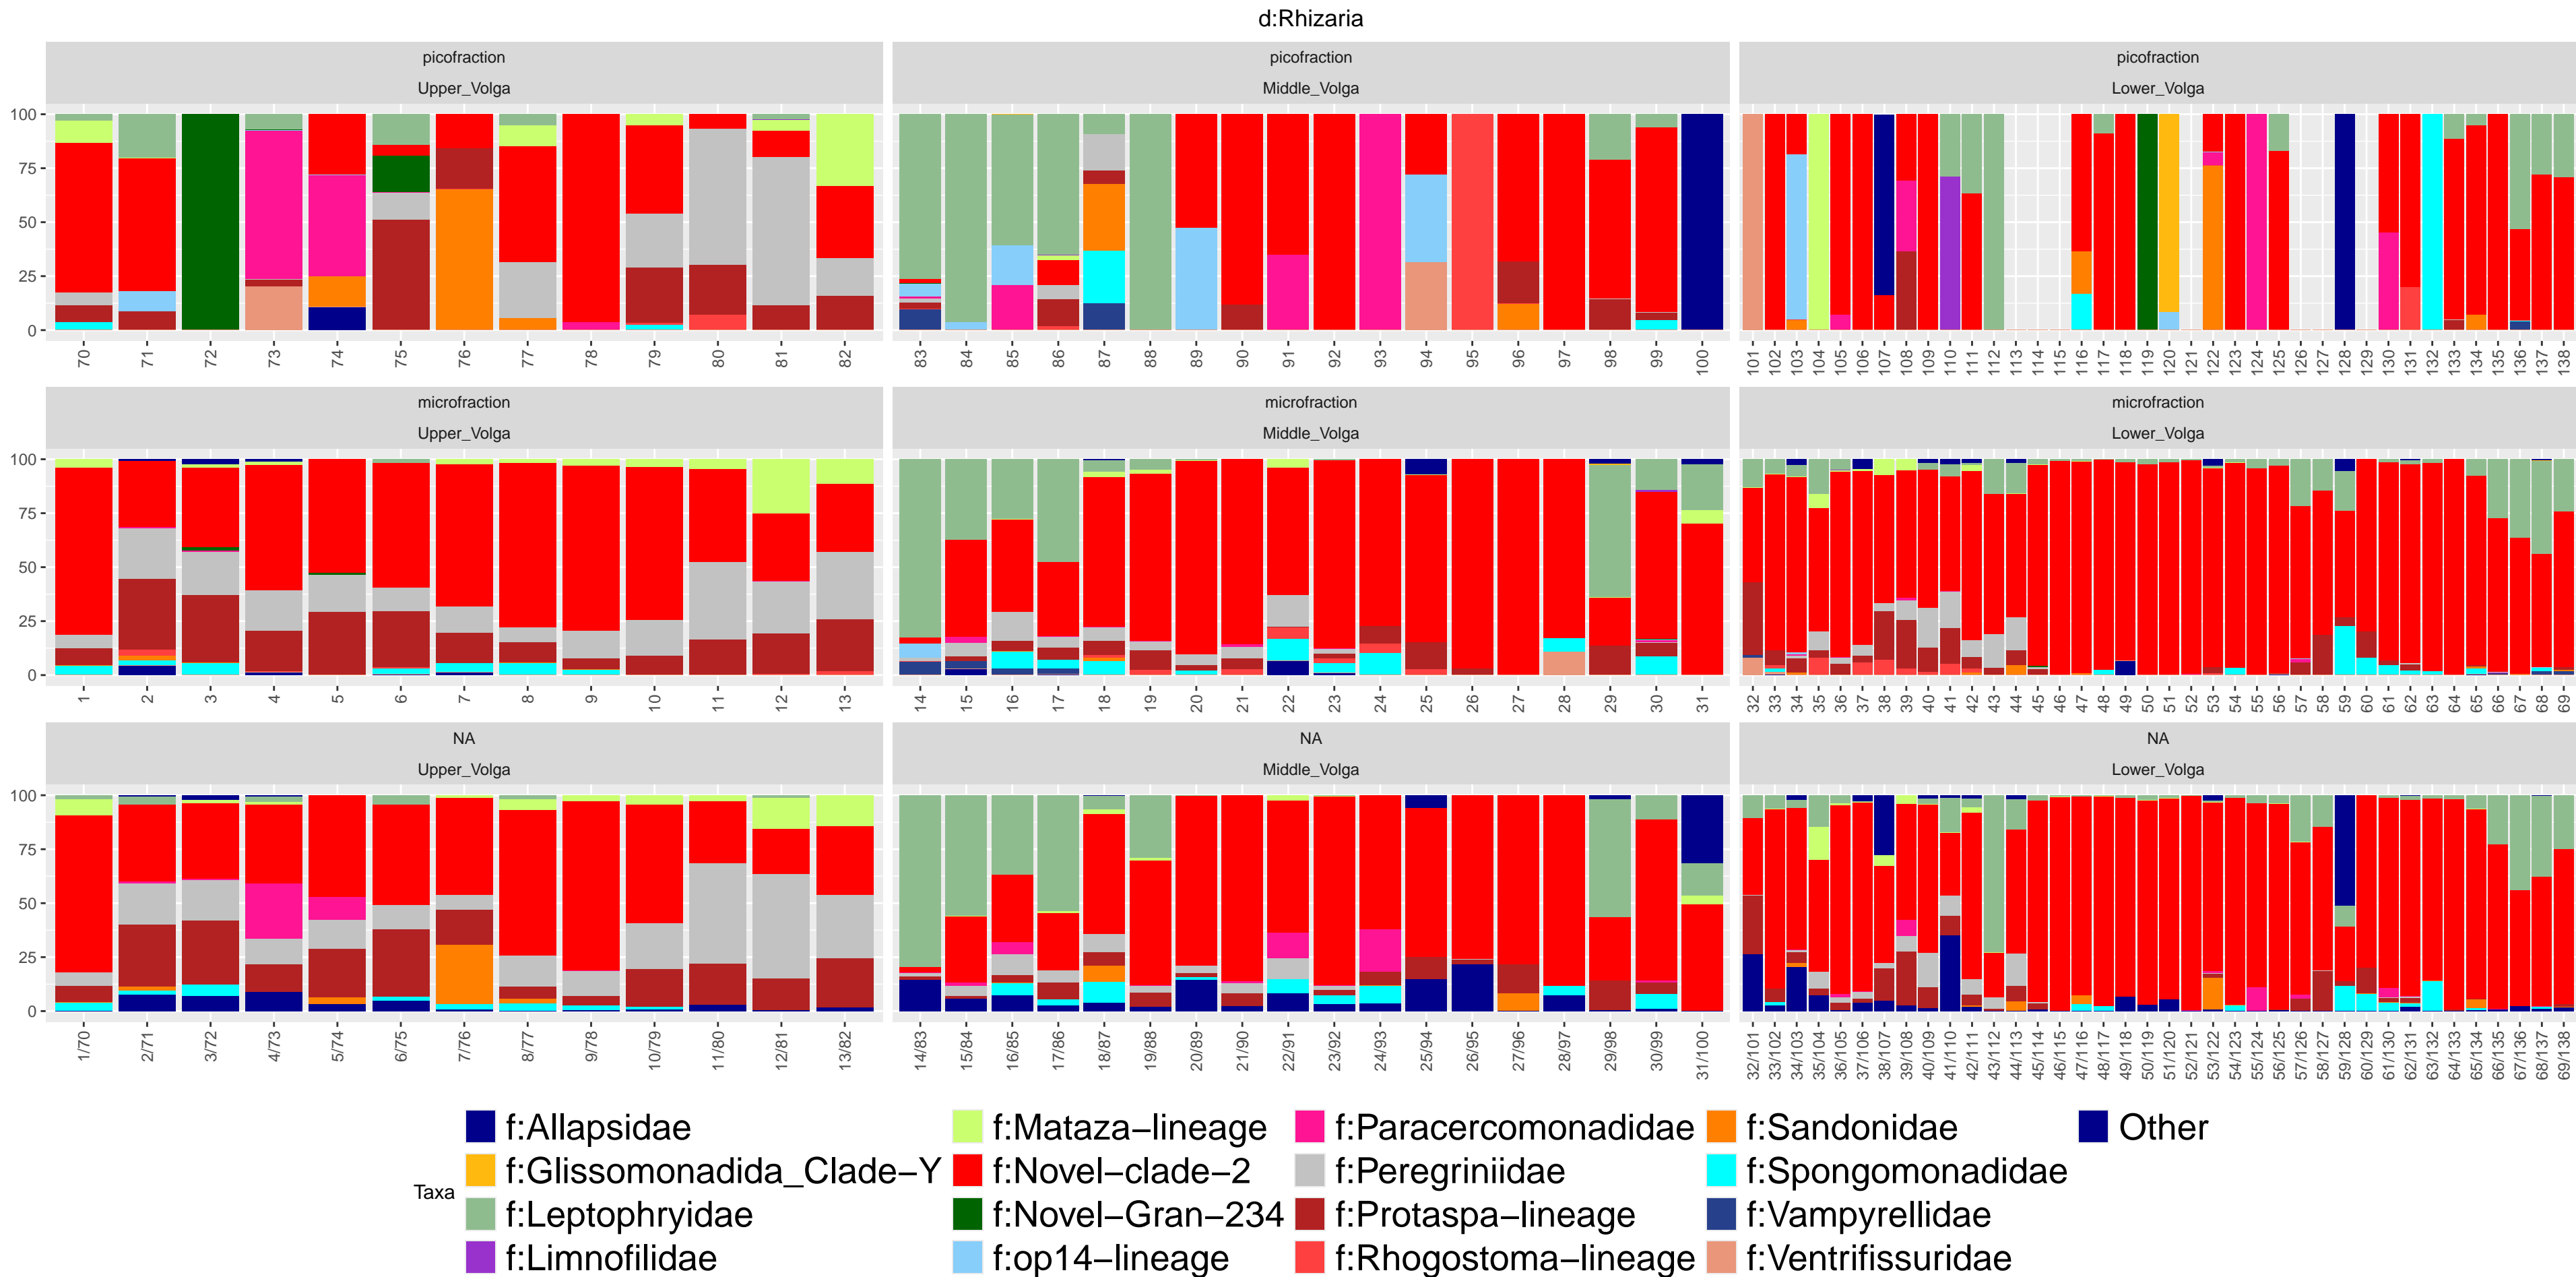 d:Rhizaria
picofraction picofraction picofraction
Upper_Volga Middle_Volga Lower_Volga
100
75
50
25
0
70 71 72 73 74 75 76 77 78 79 80 81 82 83 84 85 86 87 88 89 90 91 92 93 94 95 96 97 98 99 100 101 102 103 104 105 106 107 108 109 110 111 112 113 114 115 116 117 118 119 120 121 122 123 124 125 126 127 128 129 130 131 132 133 134 135 136 137 138
microfraction microfraction microfraction
Upper_Volga Middle_Volga Lower_Volga
100
75
50
25
0
1 2 3 4 5 6 7 8 9 10 11 12 13 14 15 16 17 18 19 20 21 22 23 24 25 26 27 28 29 30 31 32 33 34 35 36 37 38 39 40 41 42 43 44 45 46 47 48 49 50 51 52 53 54 55 56 57 58 59 60 61 62 63 64 65 66 67 68 69
NA NA NA
Upper_Volga Middle_Volga Lower_Volga
100
75
50
25
0
1/70 2/71 3/72 4/73 5/74 6/75 7/76 8/77 9/78 10/79 11/80 12/81 13/82 14/83 15/84 16/85 17/86 18/87 19/88 20/89 21/90 22/91 23/92 24/93 25/94 26/95 27/96 28/97 29/98 30/99 31/100 32/101 33/102 34/103 35/104 36/105 37/106 38/107 39/108 40/109 41/110 42/111 43/112 44/113 45/114 46/115 47/116 48/117 49/118 50/119 51/120 52/121 53/122 54/123 55/124 56/125 57/126 58/127 59/128 60/129 61/130 62/131 63/132 64/133 65/134 66/135 67/136 68/137 69/138
Taxa
f:Allapsidae f:Mataza−lineage f:Paracercomonadidae f:Sandonidae Other
f:Glissomonadida_Clade−Y f:Novel−clade−2 f:Peregriniidae f:Spongomonadidae
f:Leptophryidae f:Novel−Gran−234 f:Protaspa−lineage f:Vampyrellidae
f:Limnofilidae f:op14−lineage f:Rhogostoma−lineage f:Ventrifissuridae